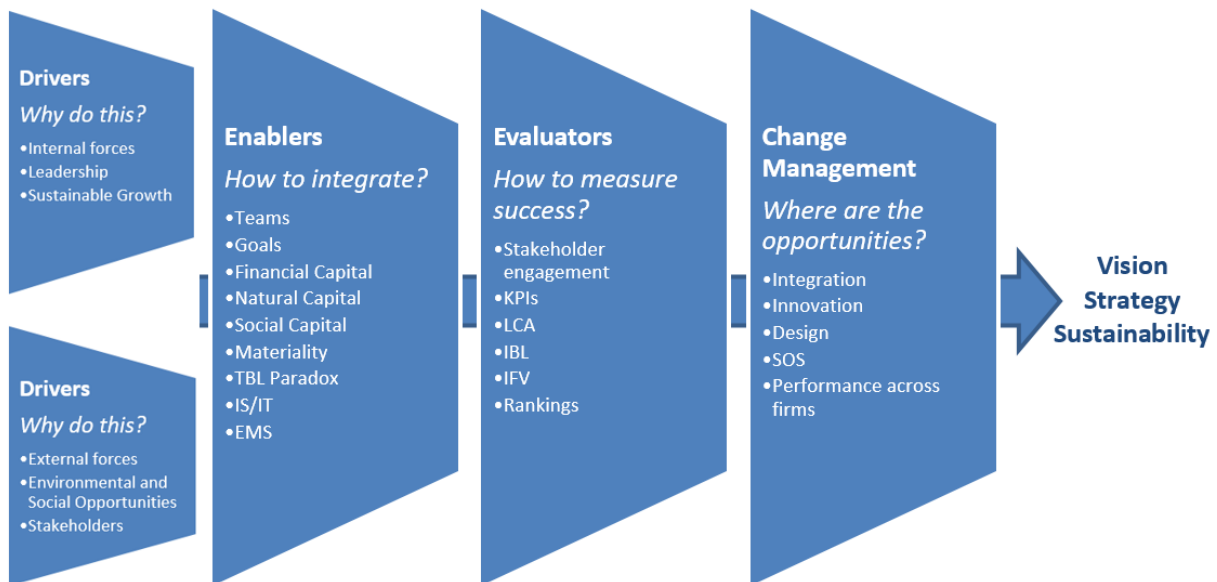 Drivers
Why do this?
•Internal forces
•Leadership
•Sustainable Growth
Drivers
Why do this?
•External forces
•Environmental and
Social Opportunities
•Stakeholders
Enablers
How to integrate?
•Teams
•Goals
•Financial Capital
•Natural Capital
•Social Capital
•Materiality
•TBL Paradox
•IS/IT
•EMS
Evaluators
How to measure
success?
•Stakeholder
engagement
•KPIs
•LCA
•IBL
•IFV
•Rankings
Change
Management
Where are the
opportunities?
•Integration
•Innovation
•Design
•SOS
•Performance across
firms
Vision
Strategy
Sustainability